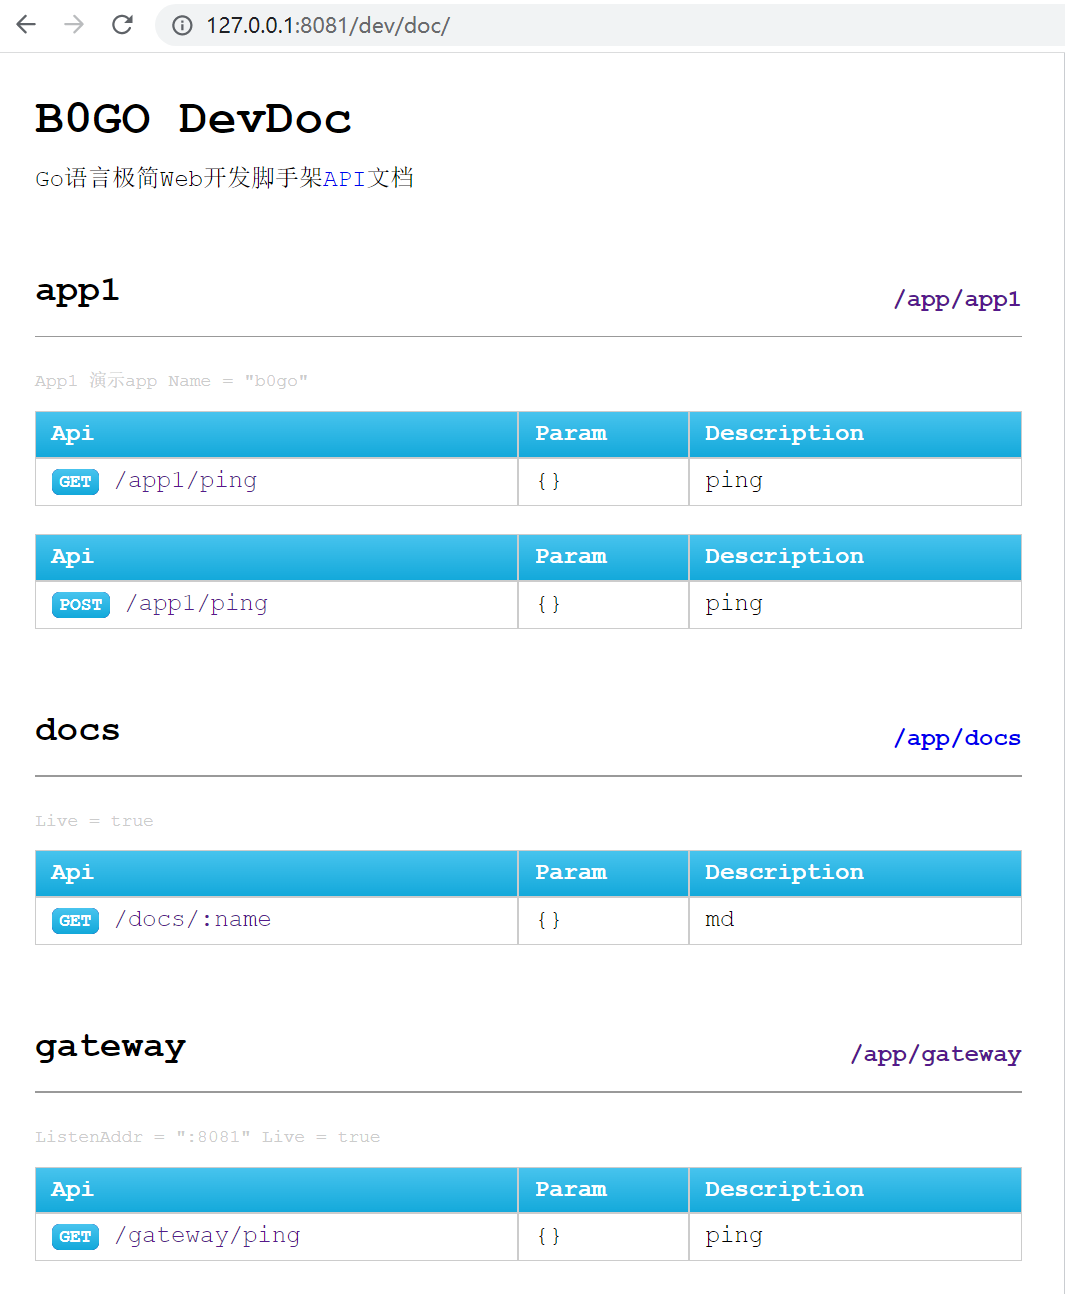 127.0.0.1:8081/dev/doc/
B0GO DevDoc
Go语言极简Web开发脚手架API文档
app1
/app/app1
App1 演示app Name = "b0go"
Api Param Description
GET /app1/ping {} ping
Api Param Description
POST /app1/ping {} ping
docs
/app/docs
Live = true
Api Param Description
GET /docs/:name {} md
gateway
/app/gateway
ListenAddr = ":8081" Live = true
Api Param Description
GET /gateway/ping {} ping